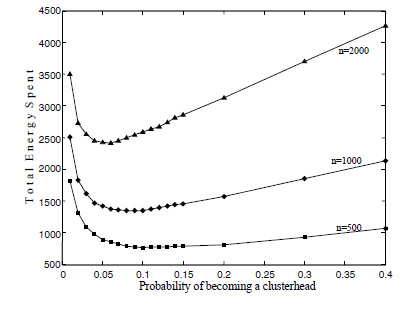 4500
4000
3500
3000
2500
2000
1500
1000
500
Total Energy Spent
n=2000
n=1000
n=500
0 0.05 0.1 0.15 0.2 0.25 0.3 0.35 0.4
Probability of becoming a clusterhead